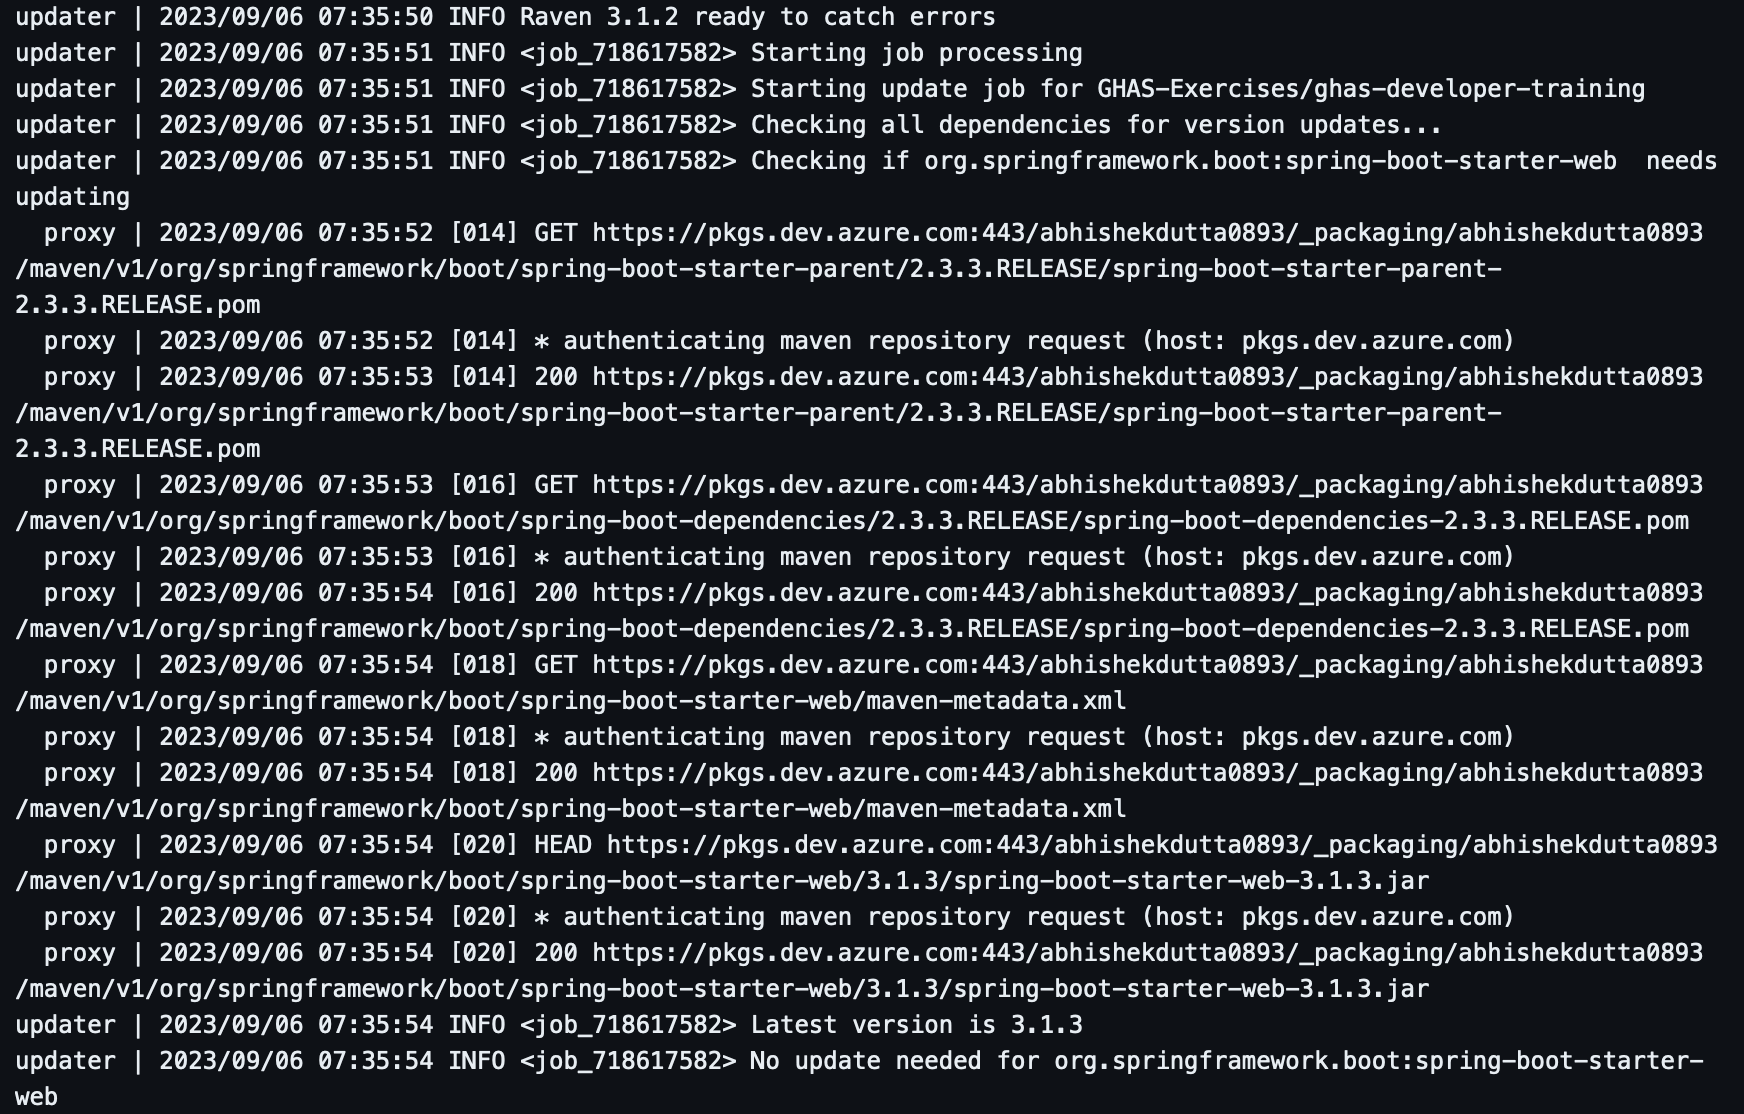 updater | 2023/09/06 07:35:50 INFO Raven 3.1.2 ready to catch errors
updater | 2023/09/06 07:35:51 INFO <job_718617582> Starting job processing
updater | 2023/09/06 07:35:51 INFO <job_718617582> Starting update job for GHAS-Exercises/ghas-developer-training
updater | 2023/09/06 07:35:51 INFO <job_718617582> Checking all dependencies for version updates...
updater | 2023/09/06 07:35:51 INFO <job_718617582> Checking if org.springframework.boot:spring-boot-starter-web  needs
updating
  proxy | 2023/09/06 07:35:52 [014] GET https://pkgs.dev.azure.com:443/abhishekdutta0893/_packaging/abhishekdutta0893
/maven/v1/org/springframework/boot/spring-boot-starter-parent/2.3.3.RELEASE/spring-boot-starter-parent-
2.3.3.RELEASE.pom
  proxy | 2023/09/06 07:35:52 [014] * authenticating maven repository request (host: pkgs.dev.azure.com)
  proxy | 2023/09/06 07:35:53 [014] 200 https://pkgs.dev.azure.com:443/abhishekdutta0893/_packaging/abhishekdutta0893
/maven/v1/org/springframework/boot/spring-boot-starter-parent/2.3.3.RELEASE/spring-boot-starter-parent-
2.3.3.RELEASE.pom
  proxy | 2023/09/06 07:35:53 [016] GET https://pkgs.dev.azure.com:443/abhishekdutta0893/_packaging/abhishekdutta0893
/maven/v1/org/springframework/boot/spring-boot-dependencies/2.3.3.RELEASE/spring-boot-dependencies-2.3.3.RELEASE.pom
  proxy | 2023/09/06 07:35:53 [016] * authenticating maven repository request (host: pkgs.dev.azure.com)
  proxy | 2023/09/06 07:35:54 [016] 200 https://pkgs.dev.azure.com:443/abhishekdutta0893/_packaging/abhishekdutta0893
/maven/v1/org/springframework/boot/spring-boot-dependencies/2.3.3.RELEASE/spring-boot-dependencies-2.3.3.RELEASE.pom
  proxy | 2023/09/06 07:35:54 [018] GET https://pkgs.dev.azure.com:443/abhishekdutta0893/_packaging/abhishekdutta0893
/maven/v1/org/springframework/boot/spring-boot-starter-web/maven-metadata.xml
  proxy | 2023/09/06 07:35:54 [018] * authenticating maven repository request (host: pkgs.dev.azure.com)
  proxy | 2023/09/06 07:35:54 [018] 200 https://pkgs.dev.azure.com:443/abhishekdutta0893/_packaging/abhishekdutta0893
/maven/v1/org/springframework/boot/spring-boot-starter-web/maven-metadata.xml
  proxy | 2023/09/06 07:35:54 [020] HEAD https://pkgs.dev.azure.com:443/abhishekdutta0893/_packaging/abhishekdutta0893
/maven/v1/org/springframework/boot/spring-boot-starter-web/3.1.3/spring-boot-starter-web-3.1.3.jar
  proxy | 2023/09/06 07:35:54 [020] * authenticating maven repository request (host: pkgs.dev.azure.com)
  proxy | 2023/09/06 07:35:54 [020] 200 https://pkgs.dev.azure.com:443/abhishekdutta0893/_packaging/abhishekdutta0893
/maven/v1/org/springframework/boot/spring-boot-starter-web/3.1.3/spring-boot-starter-web-3.1.3.jar
updater | 2023/09/06 07:35:54 INFO <job_718617582> Latest version is 3.1.3
updater | 2023/09/06 07:35:54 INFO <job_718617582> No update needed for org.springframework.boot:spring-boot-starter-
web